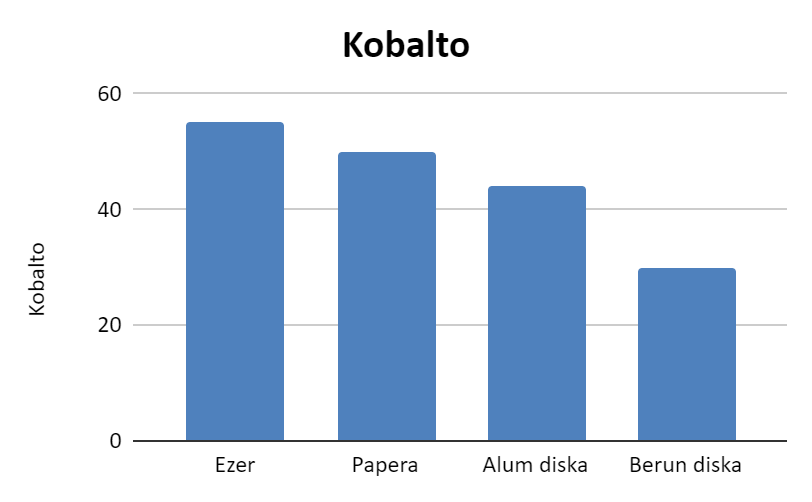 Kobalto
Kobalto
60
40
20
0
Ezer
Papera
Alum diska
Berun diska